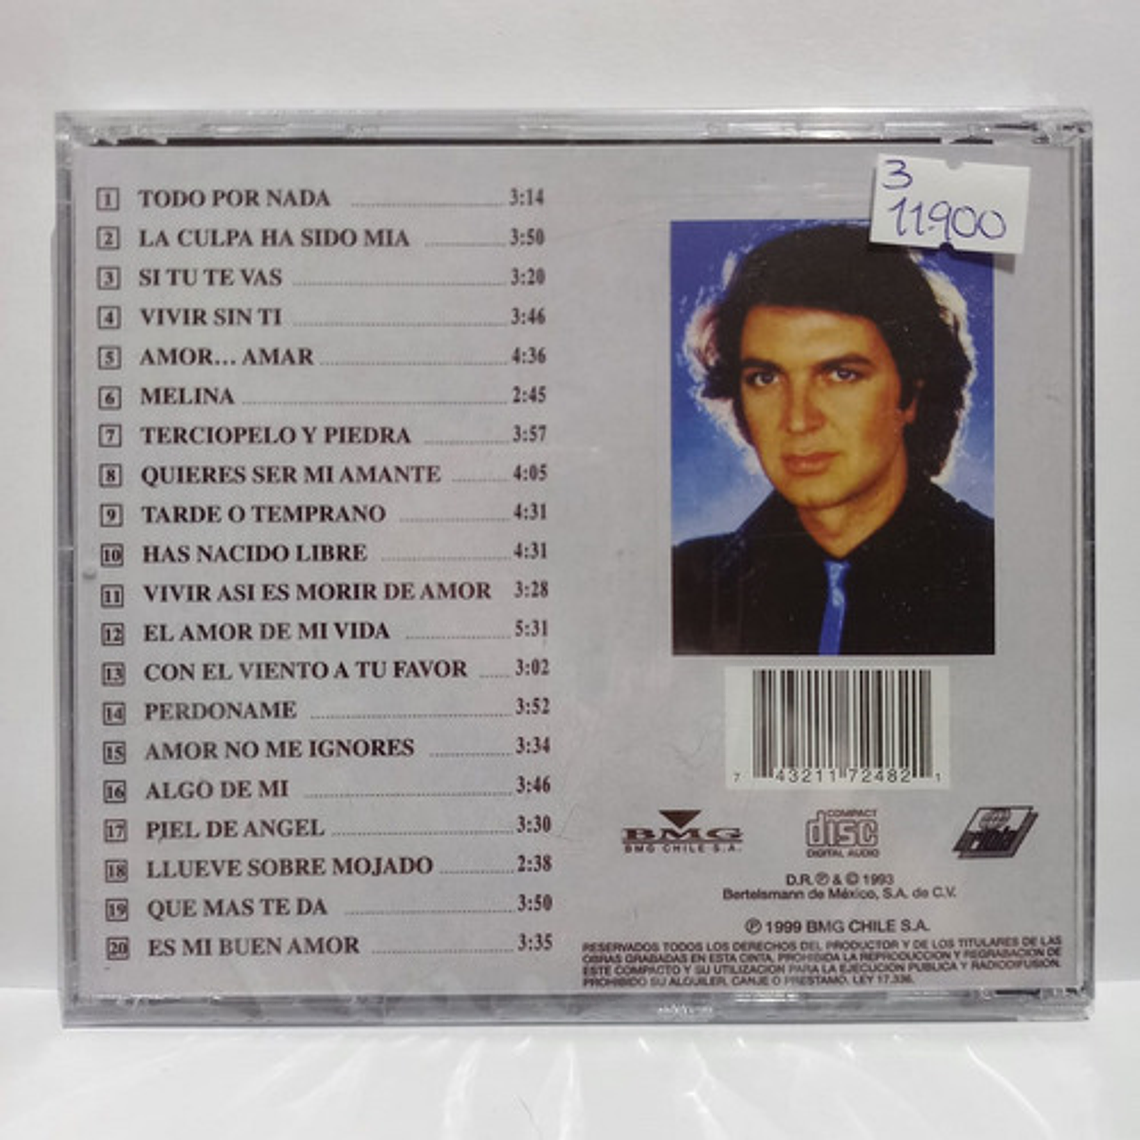 1 TODO POR NADA 3:14
2 LA CULPA HA SIDO MIA 3:50
3 SI TU TE VAS 3:20
4 VIVIR SIN TI 3:46
5 AMOR... AMAR 4:36
6 MELINA 2:45
7 TERCIOPELO Y PIEDRA 3:57
8 QUIERES SER MI AMANTE 4:05
9 TARDE O TEMPRANO 4:31
10 HAS NACIDO LIBRE 4:31
11 VIVIR ASI ES MORIR DE AMOR 3:28
12 EL AMOR DE MI VIDA 5:31
13 CON EL VIENTO A TU FAVOR 3:02
14 PERDONAME 3:52
15 AMOR NO ME IGNORES 3:34
16 ALGO DE MI 3:46
17 PIEL DE ANGEL 3:30
18 LLUEVE SOBRE MOJADO 2:38
19 QUE MAS TE DA 3:50
20 ES MI BUEN AMOR 3:35
3
11.900
7 43211 72482 1
BMG
BMG CHILE S.A.
COMPACT
disc
DIGITAL AUDIO
ariola
D.R. ℗ & © 1993
Bertelsmann de México, S.A. de C.V.
℗ 1999 BMG CHILE S.A.
RESERVADOS TODOS LOS DERECHOS DEL PRODUCTOR Y DE LOS TITULARES DE LAS
OBRAS GRABADAS EN ESTA CINTA, PROHIBIDA LA REPRODUCCION Y REGRABACION DE
ESTE COMPACTO Y SU UTILIZACION PARA LA EJECUCION PUBLICA Y RADIODIFUSION.
PROHIBIDO SU ALQUILER, CANJE O PRESTAMO. LEY 17.336.